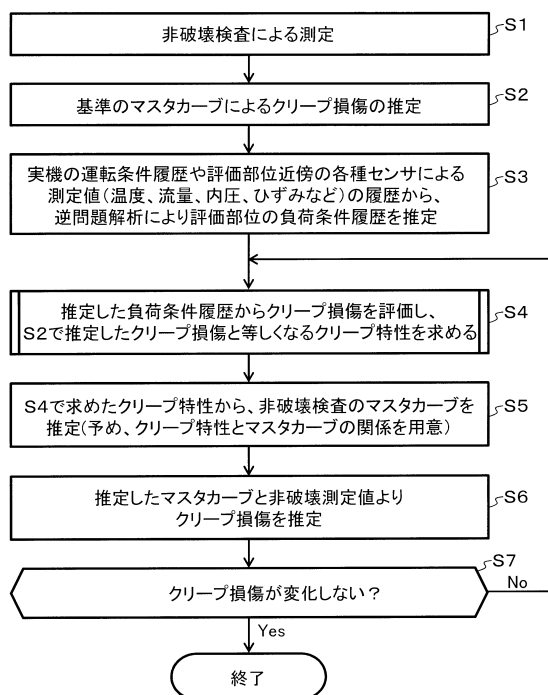 非破壊検査による測定
S1
基準のマスタカーブによるクリープ損傷の推定
S2
実機の運転条件履歴や評価部位近傍の各種センサによる
測定値(温度、流量、内圧、ひずみなど)の履歴から、
逆問題解析により評価部位の負荷条件履歴を推定
S3
推定した負荷条件履歴からクリープ損傷を評価し、
S2で推定したクリープ損傷と等しくなるクリープ特性を求める
S4
S4で求めたクリープ特性から、非破壊検査のマスタカーブを
推定(予め、クリープ特性とマスタカーブの関係を用意)
S5
推定したマスタカーブと非破壊測定値より
クリープ損傷を推定
S6
S7
クリープ損傷が変化しない?
No
Yes
終了